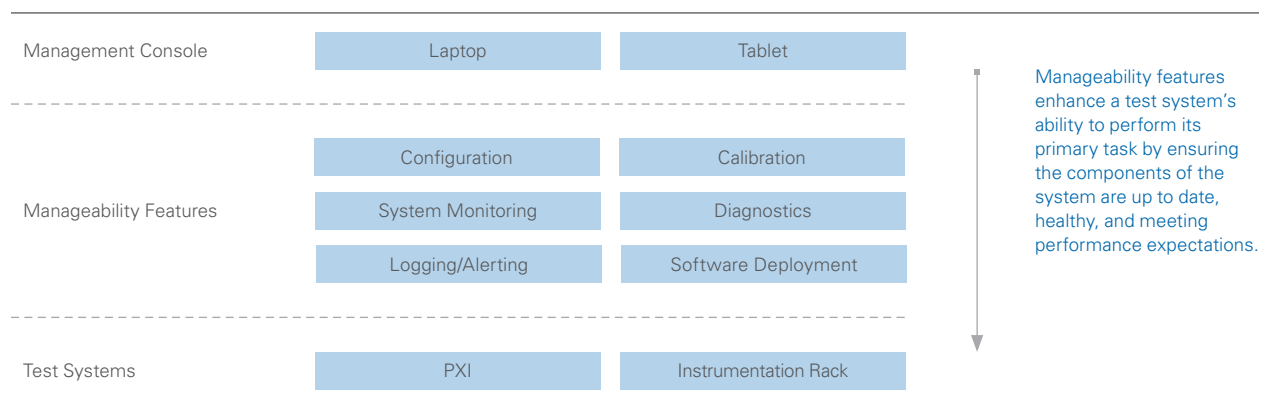 Management Console
Laptop
Tablet
Manageability Features
Configuration
Calibration
System Monitoring
Diagnostics
Logging/Alerting
Software Deployment
Test Systems
PXI
Instrumentation Rack
Manageability features
enhance a test system’s
ability to perform its
primary task by ensuring
the components of the
system are up to date,
healthy, and meeting
performance expectations.